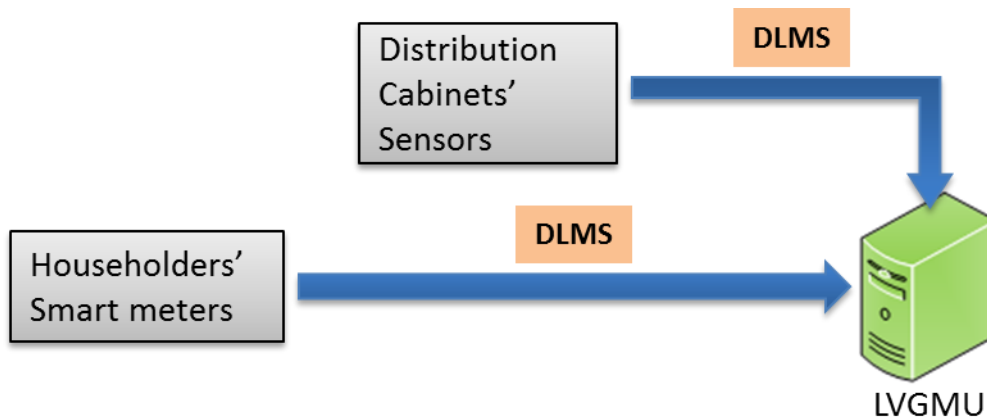 DLMS
Distribution
Cabinets’
Sensors
DLMS
Householders’
Smart meters
LVGMU